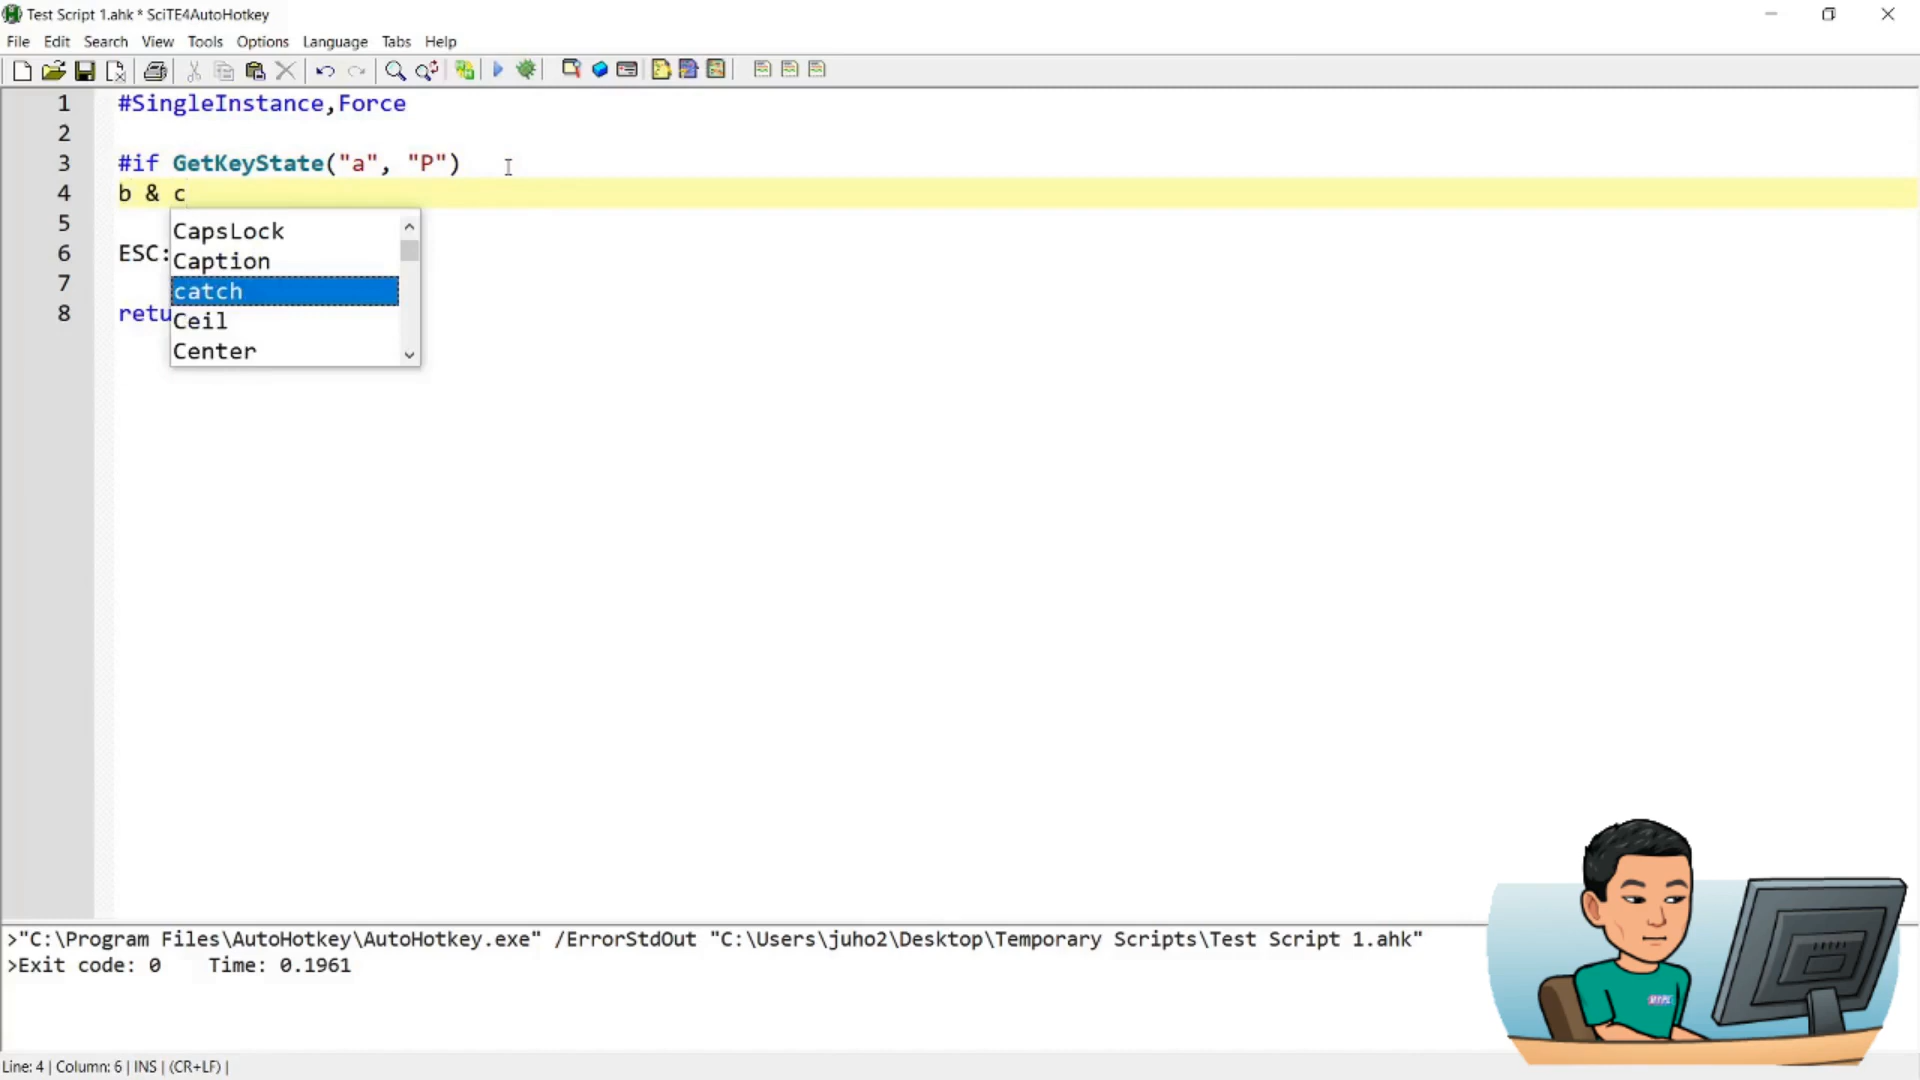 Test Script 1.ahk * SciTE4AutoHotkey
File Edit Search View Tools Options Language Tabs Help
1 #SingleInstance,Force
2
3 #if GetKeyState("a", "P")
4 b & c
5
6 ESC:
7
8 retu
CapsLock
Caption
catch
Ceil
Center
>"C:\Program Files\AutoHotkey\AutoHotkey.exe" /ErrorStdOut "C:\Users\juho2\Desktop\Temporary Scripts\Test Script 1.ahk"
>Exit code: 0 Time: 0.1961
Line: 4 | Column: 6 | INS | (CR+LF) |